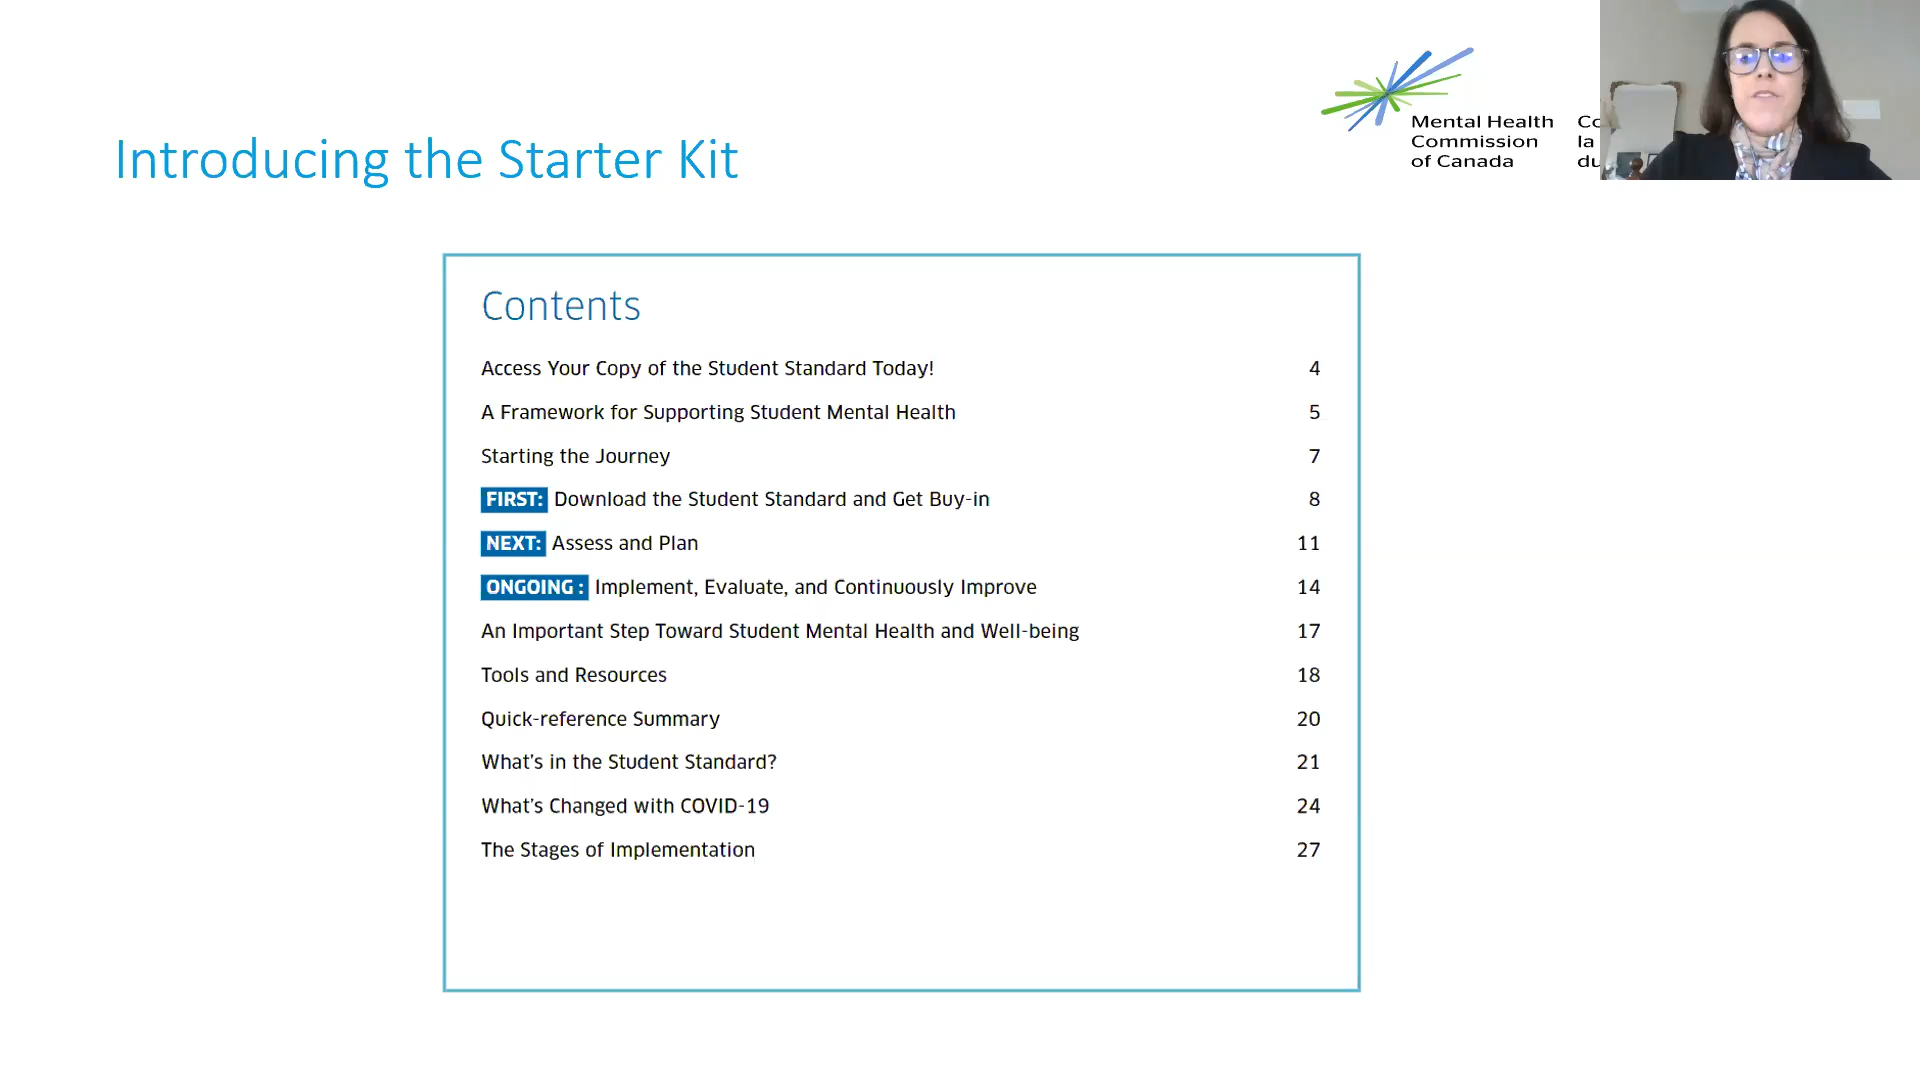 Mental Health
Commission
of Canada
Co
la
du
Introducing the Starter Kit
Contents
Access Your Copy of the Student Standard Today! 4
A Framework for Supporting Student Mental Health 5
Starting the Journey 7
FIRST: Download the Student Standard and Get Buy-in 8
NEXT: Assess and Plan 11
ONGOING : Implement, Evaluate, and Continuously Improve 14
An Important Step Toward Student Mental Health and Well-being 17
Tools and Resources 18
Quick-reference Summary 20
What's in the Student Standard? 21
What's Changed with COVID-19 24
The Stages of Implementation 27